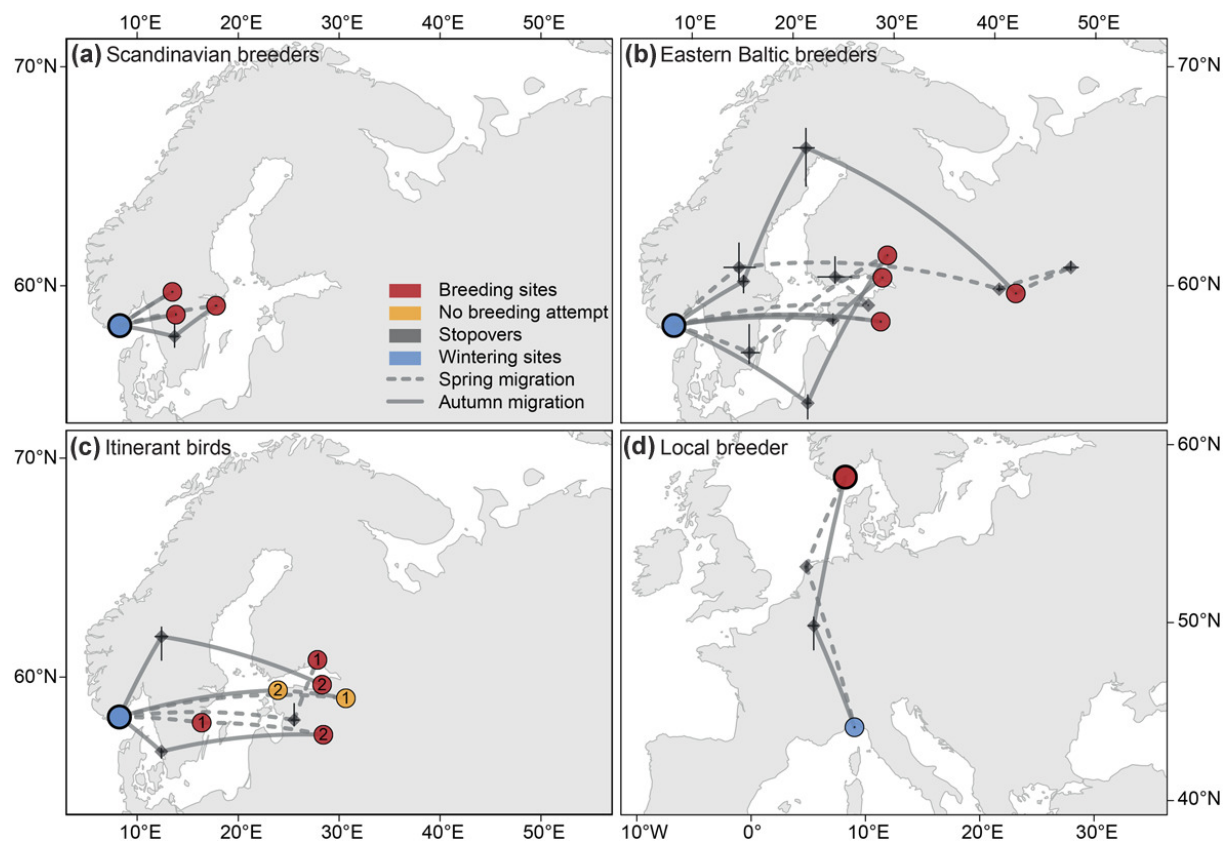 10°E 20°E 30°E 40°E 50°E 10°E 20°E 30°E 40°E 50°E
(a) Scandinavian breeders
70°N
60°N
Breeding sites
No breeding attempt
Stopovers
Wintering sites
Spring migration
Autumn migration
(b) Eastern Baltic breeders
70°N
60°N
(c) Itinerant birds
70°N
60°N
1
2
2
1
1
2
10°E 20°E 30°E 40°E 50°E
(d) Local breeder
60°N
50°N
40°N
10°W 0° 10°E 20°E 30°E